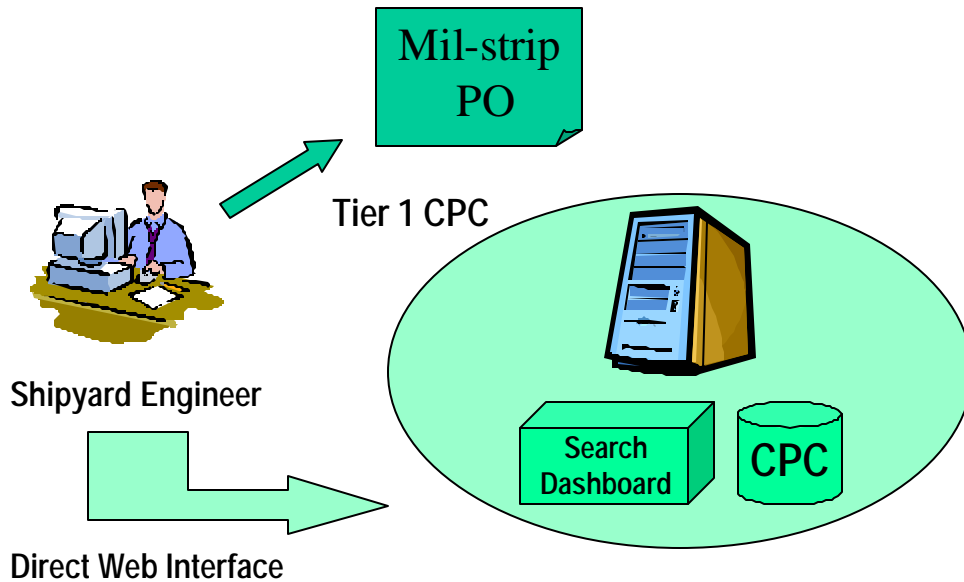 Mil-strip
PO
Tier 1 CPC
Shipyard Engineer
Search
Dashboard
CPC
Direct Web Interface